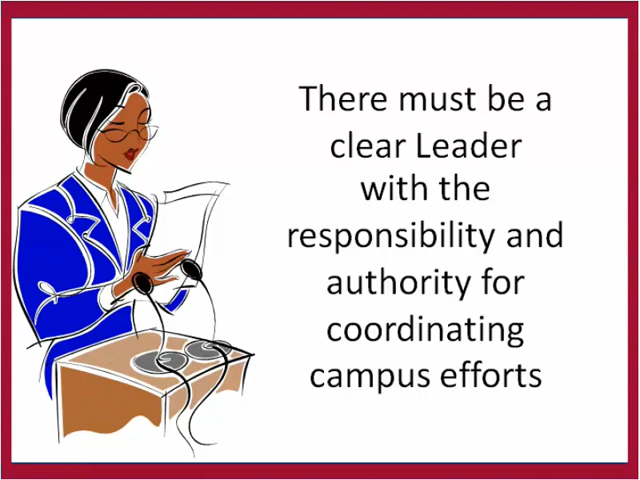 There must be a
clear Leader
with the
responsibility and
authority for
coordinating
campus efforts